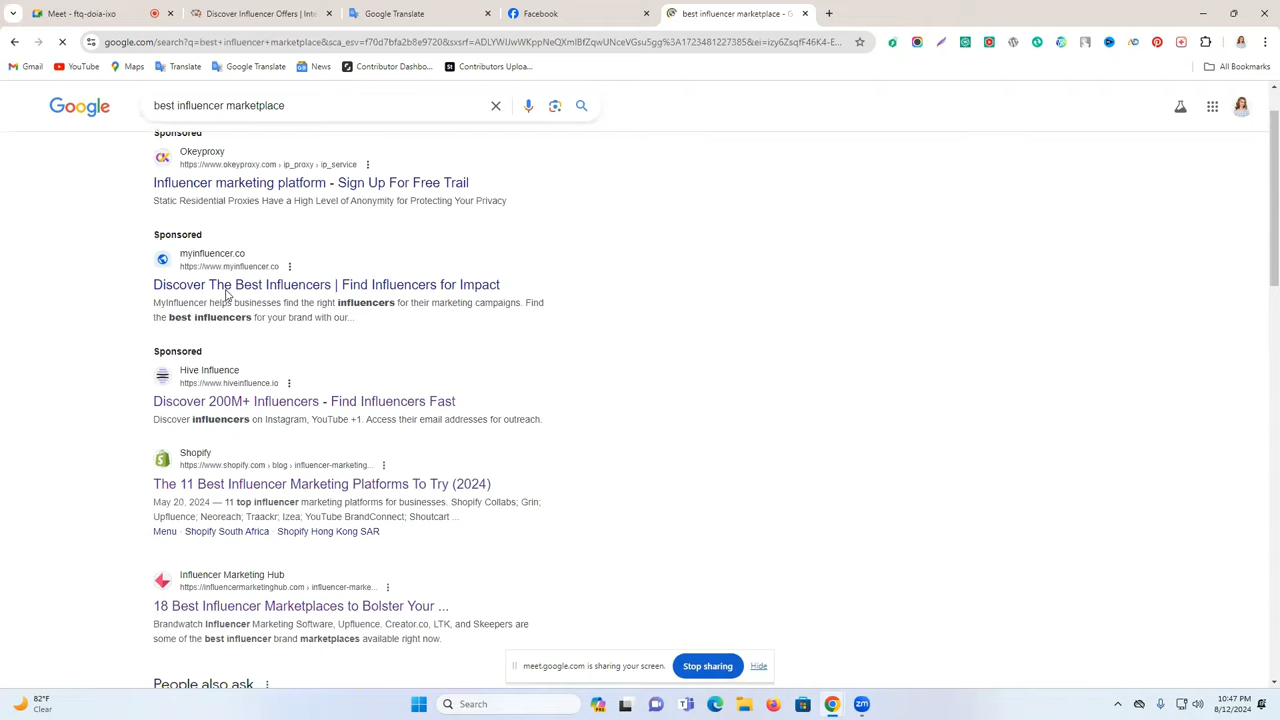 Meet -
-ftq-odir-z
Influencer Offers | Int
Google Translate
Facebook
best influencer marketplace - G
google.com/search?q=best+influencer+marketplace&sca_esv=
Gmail
YouTube
Maps
Translate
Google Translate
News
Contributor Dashbo...
Contributors Uploa...
All Bookmarks
Google
best influencer marketplace
Sponsored
Okeyproxy
https://www.okeyproxy.com › ip_proxy › ip_service
Influencer marketing platform - Sign Up For Free Trail
Static Residential Proxies Have a High Level of Anonymity for Protecting Your Privacy
Sponsored
myinfluencer.co
https://www.myinfluencer.co
Discover The Best Influencers | Find Influencers for Impact
MyInfluencer helps businesses find the right influencers for their marketing campaigns. Find
the best influencers for your brand with our...
Sponsored
Hive Influence
https://www.hiveinfluence.io
Discover 200M+ Influencers - Find Influencers Fast
Discover influencers on Instagram, YouTube +1. Access their email addresses for outreach.
Shopify
https://www.shopify.com › blog › influencer-marketing...
The 11 Best Influencer Marketing Platforms To Try (2024)
May 20, 2024 — 11 top influencer marketing platforms for businesses. Shopify Collabs; Grin;
Upfluence; Neoreach; Traackr; Izea; YouTube BrandConnect; Shoutcart ...
Menu · Shopify South Africa · Shopify Hong Kong SAR
Influencer Marketing Hub
https://influencermarketinghub.com › influencer-marke...
18 Best Influencer Marketplaces to Bolster Your ...
Brandwatch Influencer Marketing Software, Upfluence. Creator.co, LTK, and Skeepers are
some of the best influencer brand marketplaces available right now.
People also ask
meet.google.com is sharing your screen.
Stop sharing
Hide
82°F
Clear
Search
10:47 PM
8/12/2024